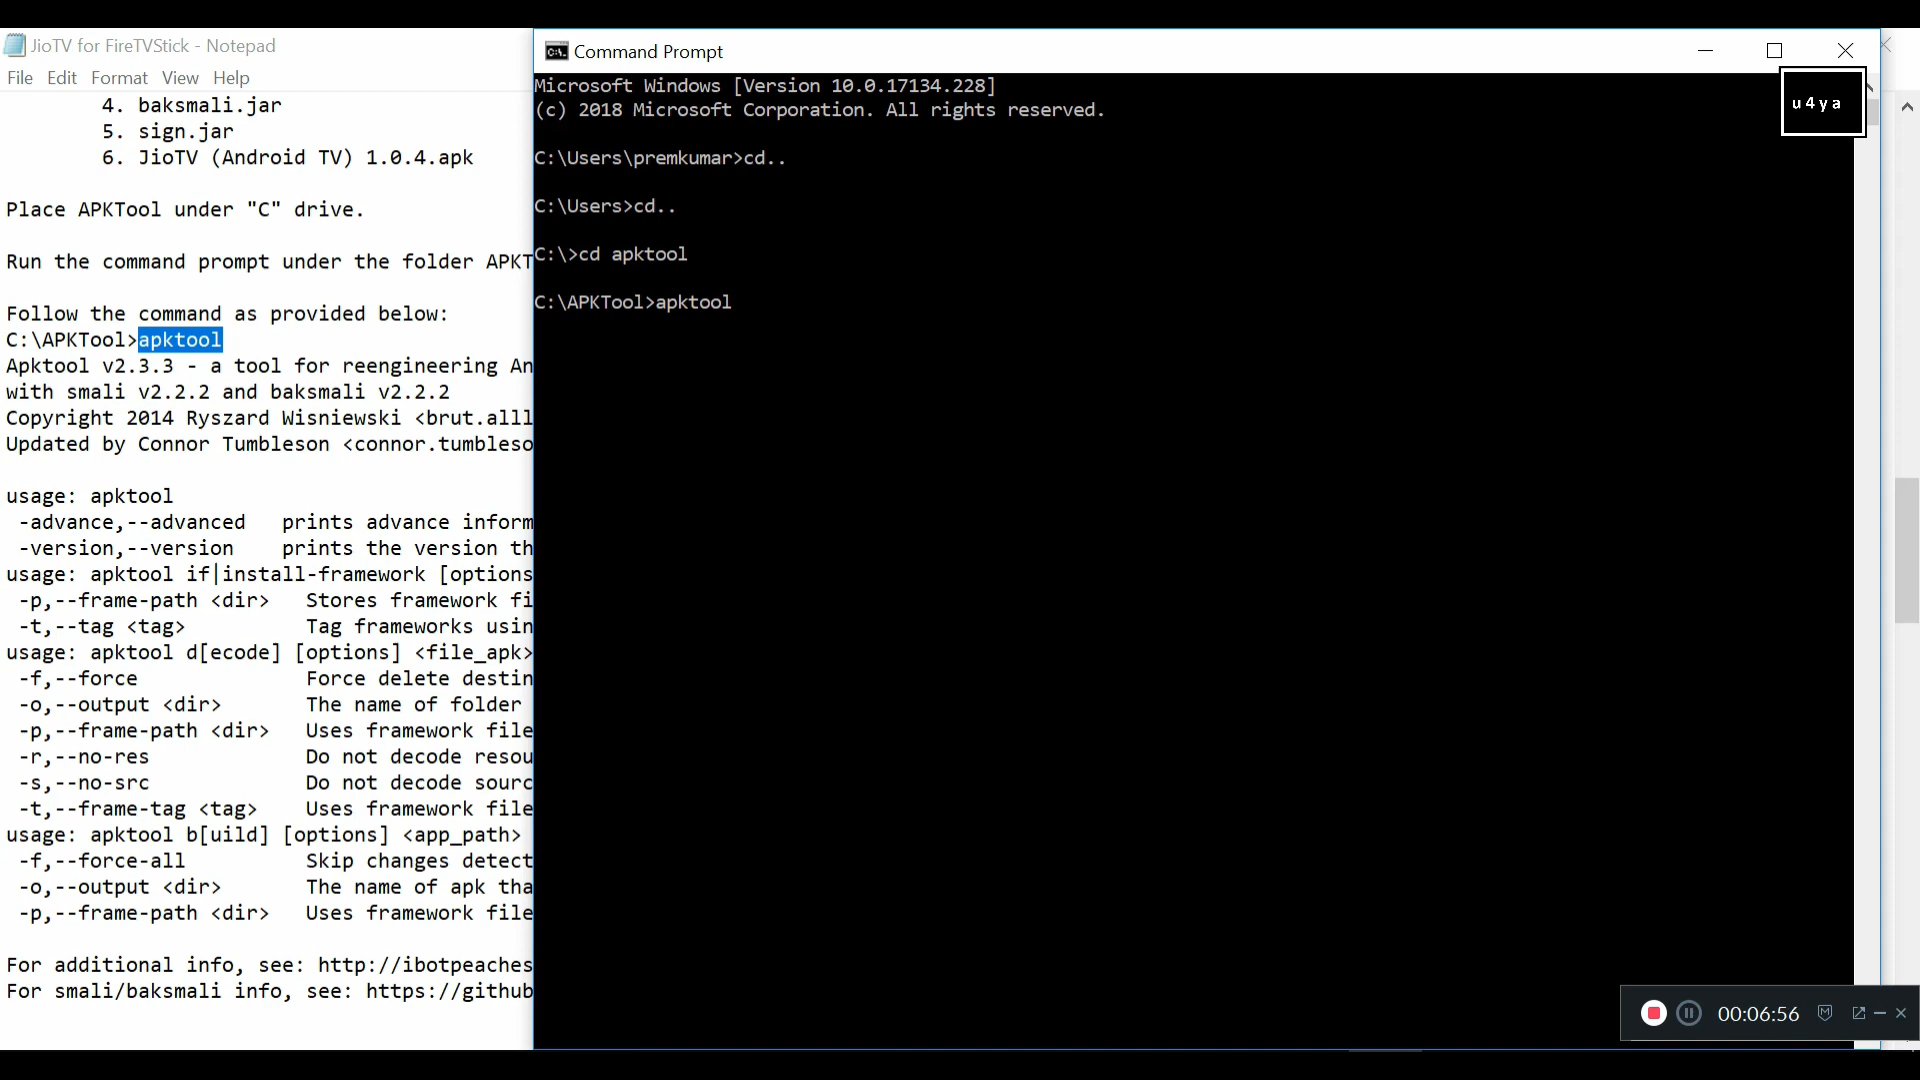 JioTV for FireTVStick - Notepad
File Edit Format View Help
4. baksmali.jar
5. sign.jar
6. JioTV (Android TV) 1.0.4.apk
Place APKTool under "C" drive.
Run the command prompt under the folder APKT
Follow the command as provided below:
C:\APKTool>apktool
Apktool v2.3.3 - a tool for reengineering An
with smali v2.2.2 and baksmali v2.2.2
Copyright 2014 Ryszard Wisniewski <brut.alll
Updated by Connor Tumbleson <connor.tumbleso
usage: apktool
-advance,--advanced   prints advance inform
-version,--version    prints the version th
usage: apktool if|install-framework [options
-p,--frame-path <dir>   Stores framework fi
-t,--tag <tag>          Tag frameworks usin
usage: apktool d[ecode] [options] <file_apk>
-f,--force              Force delete destin
-o,--output <dir>       The name of folder
-p,--frame-path <dir>   Uses framework file
-r,--no-res             Do not decode resou
-s,--no-src             Do not decode sourc
-t,--frame-tag <tag>    Uses framework file
usage: apktool b[uild] [options] <app_path>
-f,--force-all          Skip changes detect
-o,--output <dir>       The name of apk tha
-p,--frame-path <dir>   Uses framework file
For additional info, see: http://ibotpeaches
For smali/baksmali info, see: https://github
C:\. Command Prompt
Microsoft Windows [Version 10.0.17134.228]
(c) 2018 Microsoft Corporation. All rights reserved.
C:\Users\premkumar>cd..
C:\Users>cd..
C:\>cd apktool
C:\APKTool>apktool
u4ya
00:06:56